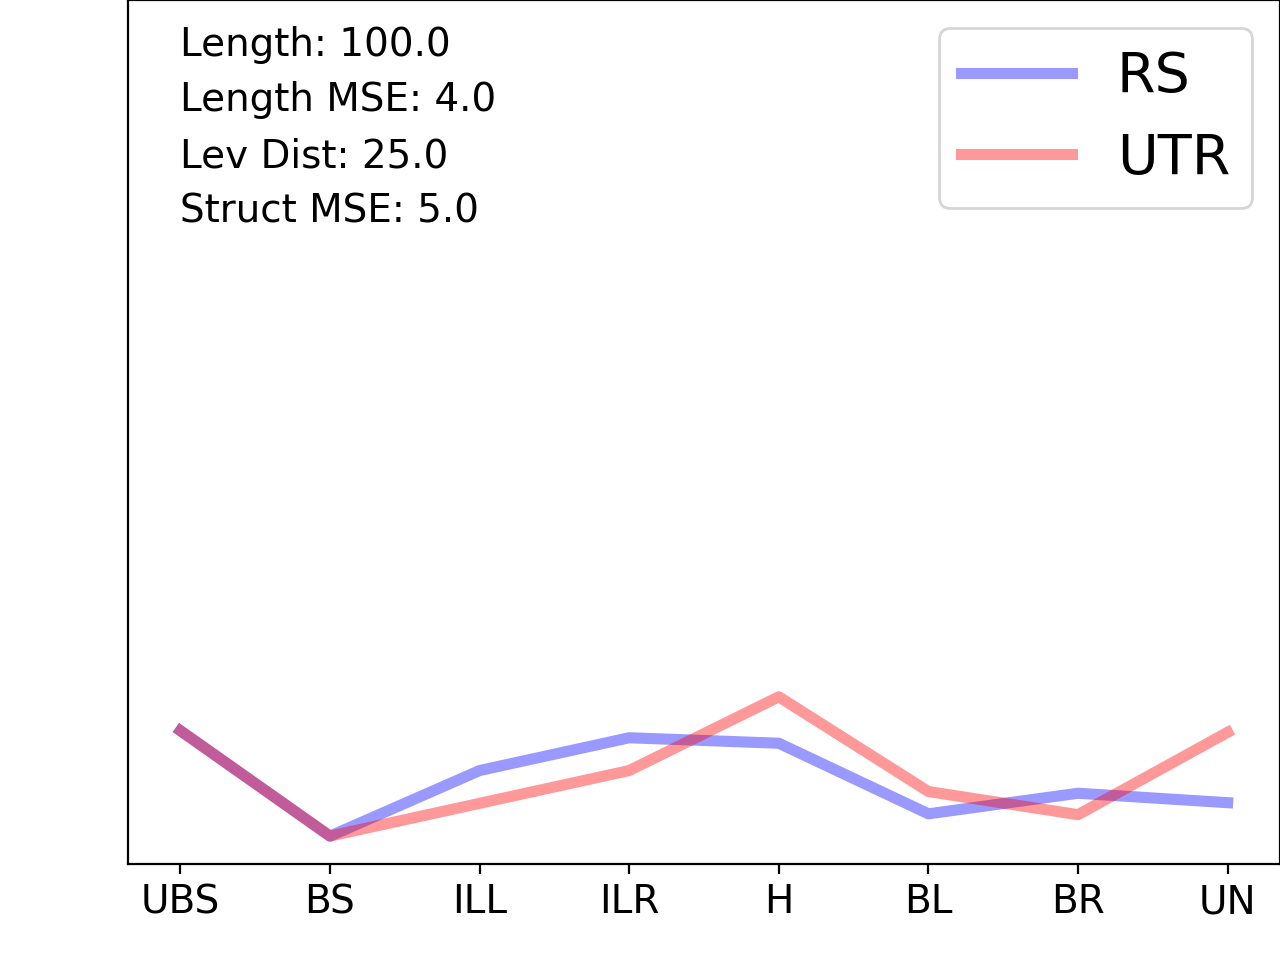 Length: 100.0
Length MSE: 4.0
Lev Dist: 25.0
Struct MSE: 5.0
RS
UTR
UBS BS ILL ILR H BL BR UN